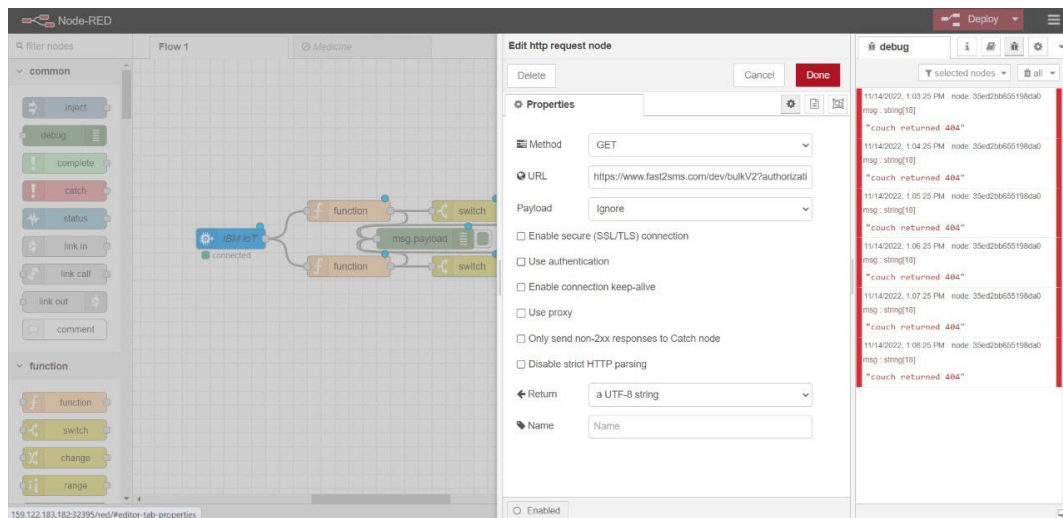 Node-RED
Deploy
filter nodes
common
inject
debug
complete
catch
status
link in
link call
link out
comment
function
function
switch
change
range
Flow 1
Medicine
IBM IoT
connected
function
switch
msg.payload
function
switch
Edit http request node
Delete
Cancel
Done
Properties
Method
GET
URL
https://www.fast2sms.com/dev/bulkV2?authorizati
Payload
Ignore
Enable secure (SSL/TLS) connection
Use authentication
Enable connection keep-alive
Use proxy
Only send non-2xx responses to Catch node
Disable strict HTTP parsing
Return
a UTF-8 string
Name
Name
Enabled
debug
i
selected nodes
all
11/14/2022, 1:03:25 PM node: 35ed2bb655198da0
msg : string[18]
"couch returned 404"
11/14/2022, 1:04:25 PM node: 35ed2bb655198da0
msg : string[18]
"couch returned 404"
11/14/2022, 1:05:25 PM node: 35ed2bb655198da0
msg : string[18]
"couch returned 404"
11/14/2022, 1:06:25 PM node: 35ed2bb655198da0
msg : string[18]
"couch returned 404"
11/14/2022, 1:07:25 PM node: 35ed2bb655198da0
msg : string[18]
"couch returned 404"
11/14/2022, 1:08:25 PM node: 35ed2bb655198da0
msg : string[18]
"couch returned 404"
159.122.183.182:32395/red/#editor-tab-properties